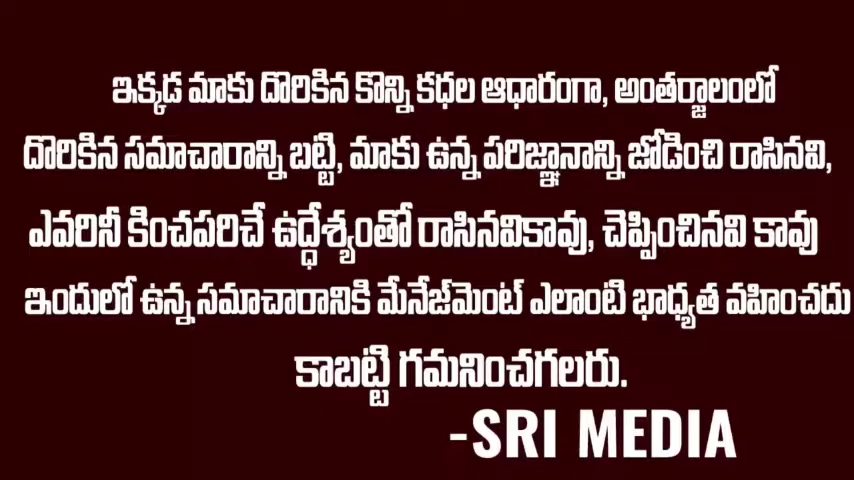 ఇక్కడ మాకు దొరికిన కొన్ని కధల ఆధారంగా, అంతర్జాలంలో
దొరికిన సమాచారాన్ని బట్టి, మాకు ఉన్న పరిజ్ఞానాన్ని జోడించి రాసినవి,
ఎవరినీ కించపరిచే ఉద్ధేశ్యంతో రాసినవికావు, చెప్పించినవి కావు
ఇందులో ఉన్న సమాచారానికి మేనేజ్‌మెంట్ ఎలాంటి భాధ్యత వహించదు
కాబట్టి గమనించగలరు.
-SRI MEDIA